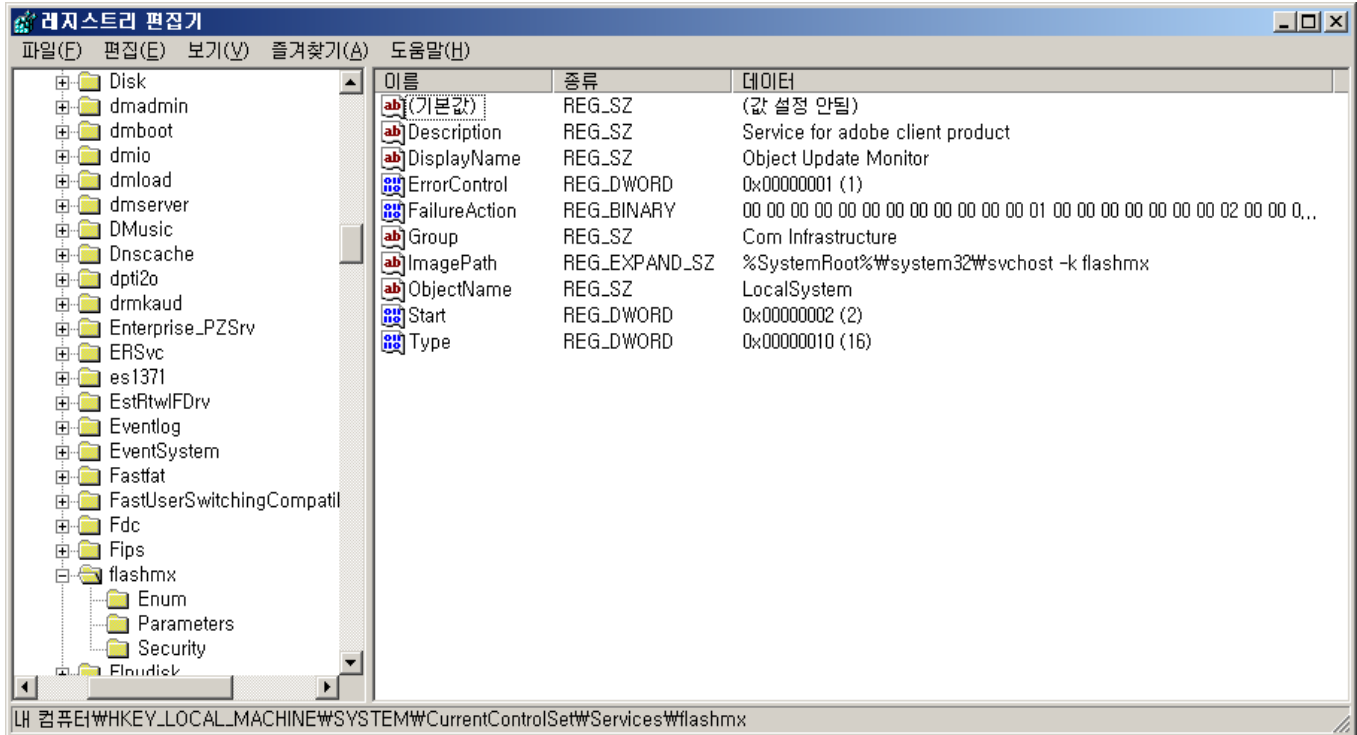 레지스트리 편집기
파일(F) 편집(E) 보기(V) 즐겨찾기(A) 도움말(H)
Disk
dmadmin
dmboot
dmio
dmload
dmserver
DMusic
Dnscache
dpti2o
drmkaud
Enterprise_PZSrv
ERSvc
es1371
EstRtwIFDrv
Eventlog
EventSystem
Fastfat
FastUserSwitchingCompatil
Fdc
Fips
flashmx
Enum
Parameters
Security
이름 종류 데이터
(기본값) REG_SZ (값 설정 안됨)
Description REG_SZ Service for adobe client product
DisplayName REG_SZ Object Update Monitor
ErrorControl REG_DWORD 0x00000001 (1)
FailureAction REG_BINARY 00 00 00 00 00 00 00 00 00 00 00 00 01 00 00 00 00 00 00 00 02 00 00 0...
Group REG_SZ Com Infrastructure
ImagePath REG_EXPAND_SZ %SystemRoot%₩system32₩svchost -k flashmx
ObjectName REG_SZ LocalSystem
Start REG_DWORD 0x00000002 (2)
Type REG_DWORD 0x00000010 (16)
내 컴퓨터₩HKEY_LOCAL_MACHINE₩SYSTEM₩CurrentControlSet₩Services₩flashmx